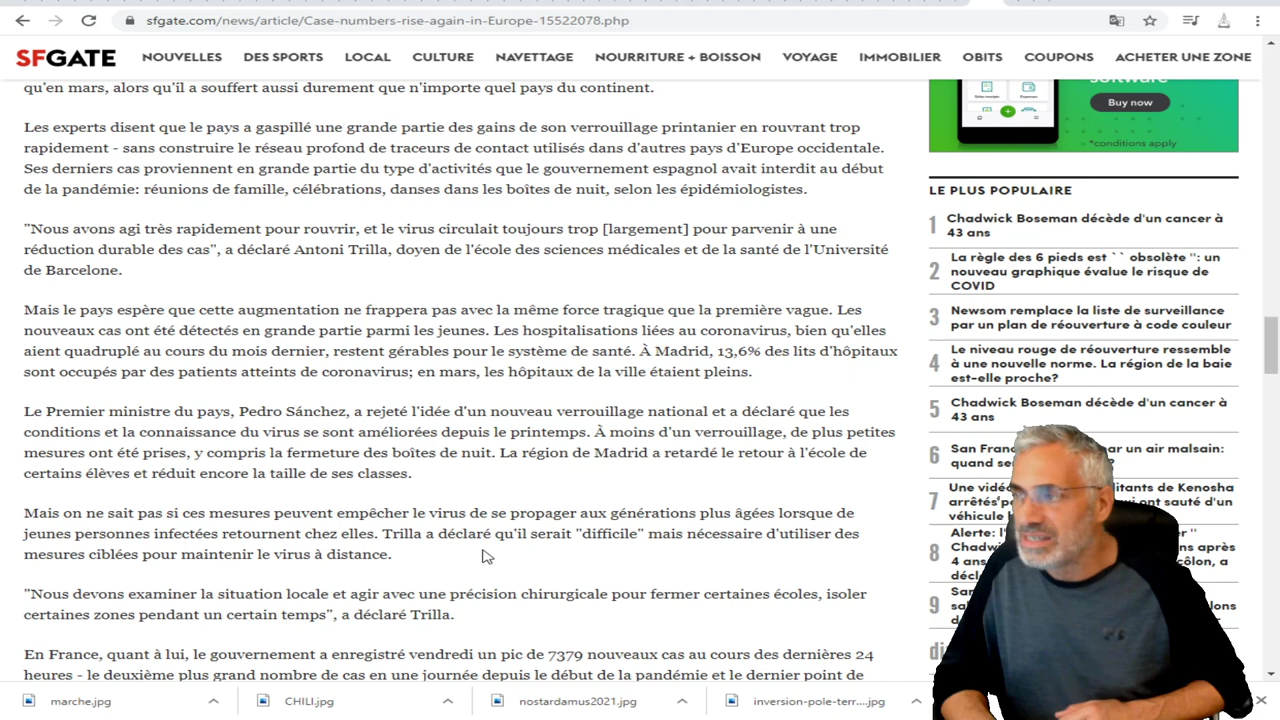 sfgate.com/news/article/Case-numbers-rise-again-in-Europe-15522078.php
SFGATE NOUVELLES DES SPORTS LOCAL CULTURE NAVETTAGE NOURRITURE + BOISSON VOYAGE IMMOBILIER OBITS COUPONS ACHETER UNE ZONE
qu'en mars, alors qu'il a souffert aussi durement que n'importe quel pays du continent.
Les experts disent que le pays a gaspillé une grande partie des gains de son verrouillage printanier en rouvrant trop
rapidement - sans construire le réseau profond de traceurs de contact utilisés dans d'autres pays d'Europe occidentale.
Ses derniers cas proviennent en grande partie du type d'activités que le gouvernement espagnol avait interdit au début
de la pandémie: réunions de famille, célébrations, danses dans les boîtes de nuit, selon les épidémiologistes.
"Nous avons agi très rapidement pour rouvrir, et le virus circulait toujours trop [largement] pour parvenir à une
réduction durable des cas", a déclaré Antoni Trilla, doyen de l'école des sciences médicales et de la santé de l'Université
de Barcelone.
Mais le pays espère que cette augmentation ne frappera pas avec la même force tragique que la première vague. Les
nouveaux cas ont été détectés en grande partie parmi les jeunes. Les hospitalisations liées au coronavirus, bien qu'elles
aient quadruplé au cours du mois dernier, restent gérables pour le système de santé. À Madrid, 13,6% des lits d'hôpitaux
sont occupés par des patients atteints de coronavirus; en mars, les hôpitaux de la ville étaient pleins.
Le Premier ministre du pays, Pedro Sánchez, a rejeté l'idée d'un nouveau verrouillage national et a déclaré que les
conditions et la connaissance du virus se sont améliorées depuis le printemps. À moins d'un verrouillage, de plus petites
mesures ont été prises, y compris la fermeture des boîtes de nuit. La région de Madrid a retardé le retour à l'école de
certains élèves et réduit encore la taille de ses classes.
Mais on ne sait pas si ces mesures peuvent empêcher le virus de se propager aux générations plus âgées lorsque de
jeunes personnes infectées retournent chez elles. Trilla a déclaré qu'il serait "difficile" mais nécessaire d'utiliser des
mesures ciblées pour maintenir le virus à distance.
"Nous devons examiner la situation locale et agir avec une précision chirurgicale pour fermer certaines écoles, isoler
certaines zones pendant un certain temps", a déclaré Trilla.
En France, quant à lui, le gouvernement a enregistré vendredi un pic de 7379 nouveaux cas au cours des dernières 24
heures - le deuxième plus grand nombre de cas en une journée depuis le début de la pandémie et le dernier point de
software
Buy now
*conditions apply
LE PLUS POPULAIRE
1 Chadwick Boseman décède d'un cancer à
43 ans
2 La règle des 6 pieds est `` obsolète '': un
nouveau graphique évalue le risque de
COVID
3 Newsom remplace la liste de surveillance
par un plan de réouverture à code couleur
4 Le niveau rouge de réouverture ressemble
à une nouvelle norme. La région de la baie
est-elle proche?
5 Chadwick Boseman décède d'un cancer à
43 ans
6 San Fran ar un air malsain:
quand se ?
7 Une vidé litants de Kenosha
arrêtés p ui ont sauté d'un
véhicule
8 Alerte: l' ''
Chadw ns après
4 ans côlon, a
décl
9 San
marche.jpg CHILI.jpg nostardamus2021.jpg inversion-pole-terr....jpg